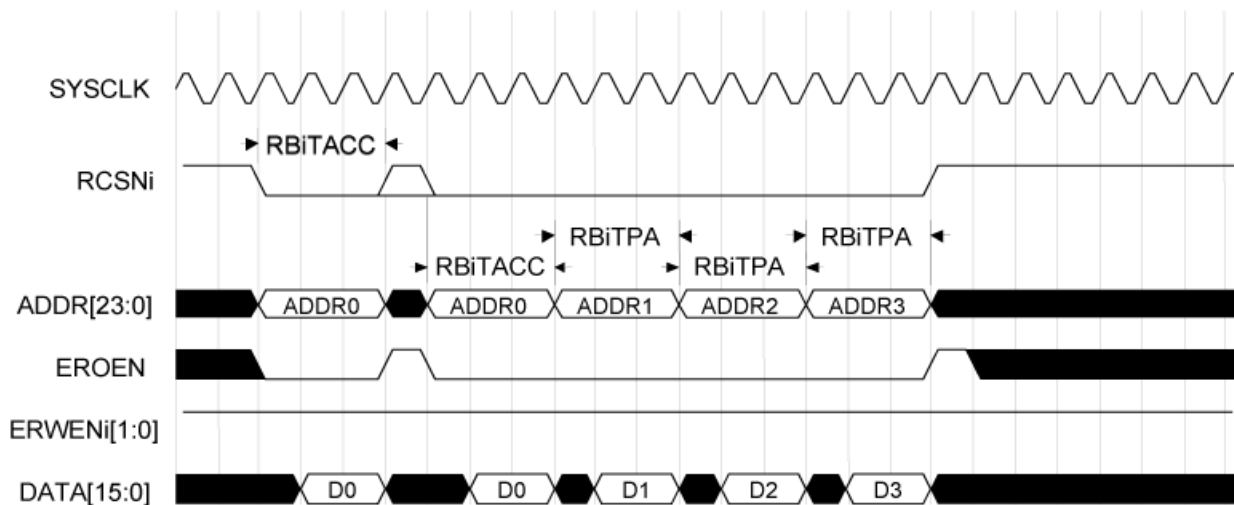 SYSCLK
RBiTACC
RCSNi
RBiTPA RBiTPA
RBiTACC RBiTPA
ADDR[23:0] ADDR0 ADDR0 ADDR1 ADDR2 ADDR3
EROEN
ERWENi[1:0]
DATA[15:0] D0 D0 D1 D2 D3